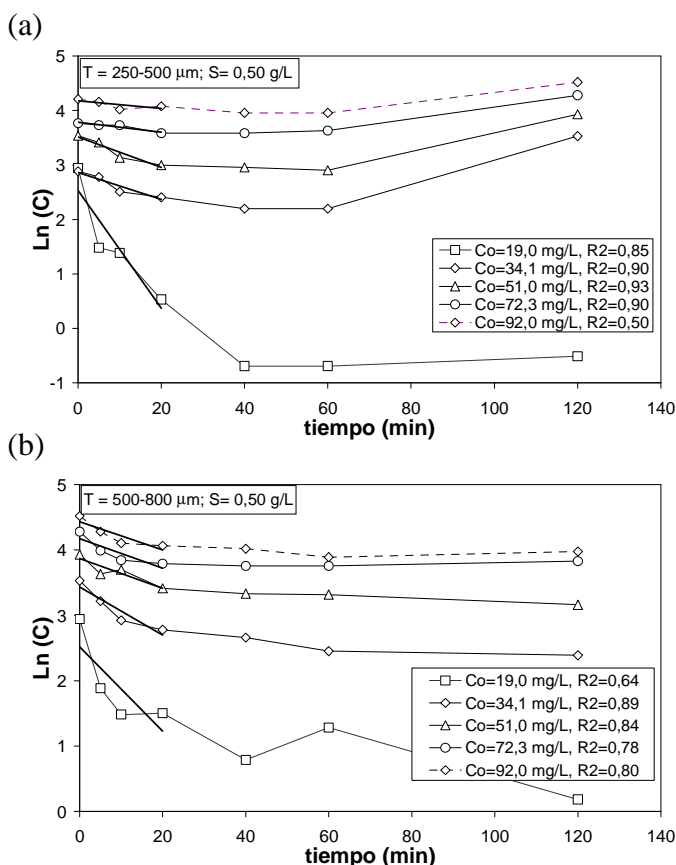 (a)
T = 250-500 μm; S= 0,50 g/L
5
4
3
2
1
0
-1
Ln (C)
Co=19,0 mg/L, R2=0,85
Co=34,1 mg/L, R2=0,90
Co=51,0 mg/L, R2=0,93
Co=72,3 mg/L, R2=0,90
Co=92,0 mg/L, R2=0,50
0 20 40 60 80 100 120 140
tiempo (min)
(b)
T = 500-800 μm; S= 0,50 g/L
5
4
3
2
1
0
Ln (C)
Co=19,0 mg/L, R2=0,64
Co=34,1 mg/L, R2=0,89
Co=51,0 mg/L, R2=0,84
Co=72,3 mg/L, R2=0,78
Co=92,0 mg/L, R2=0,80
0 20 40 60 80 100 120 140
tiempo (min)